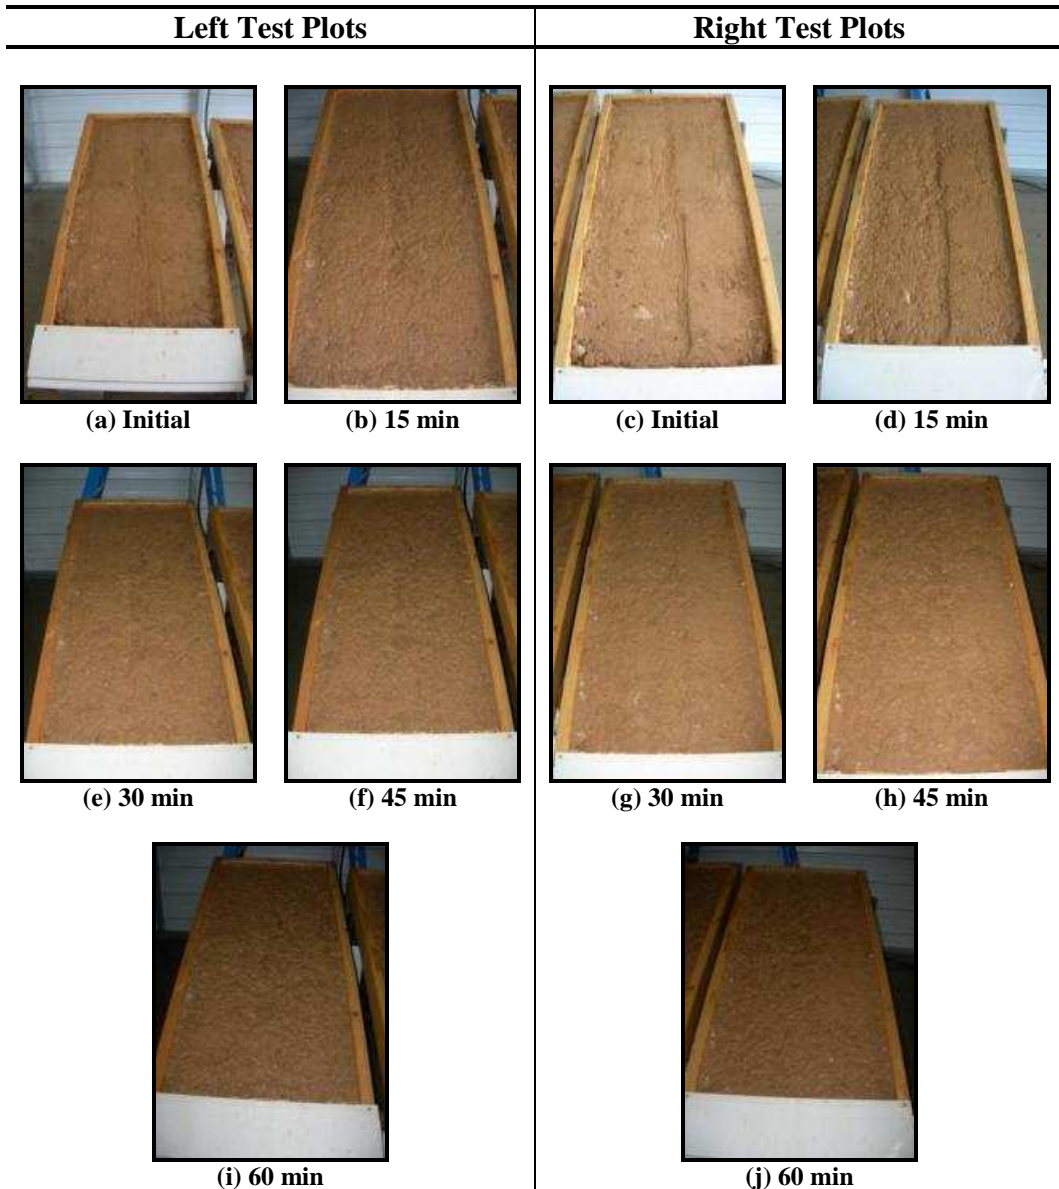 Left Test Plots
Right Test Plots
(a) Initial
(b) 15 min
(c) Initial
(d) 15 min
(e) 30 min
(f) 45 min
(g) 30 min
(h) 45 min
(i) 60 min
(j) 60 min